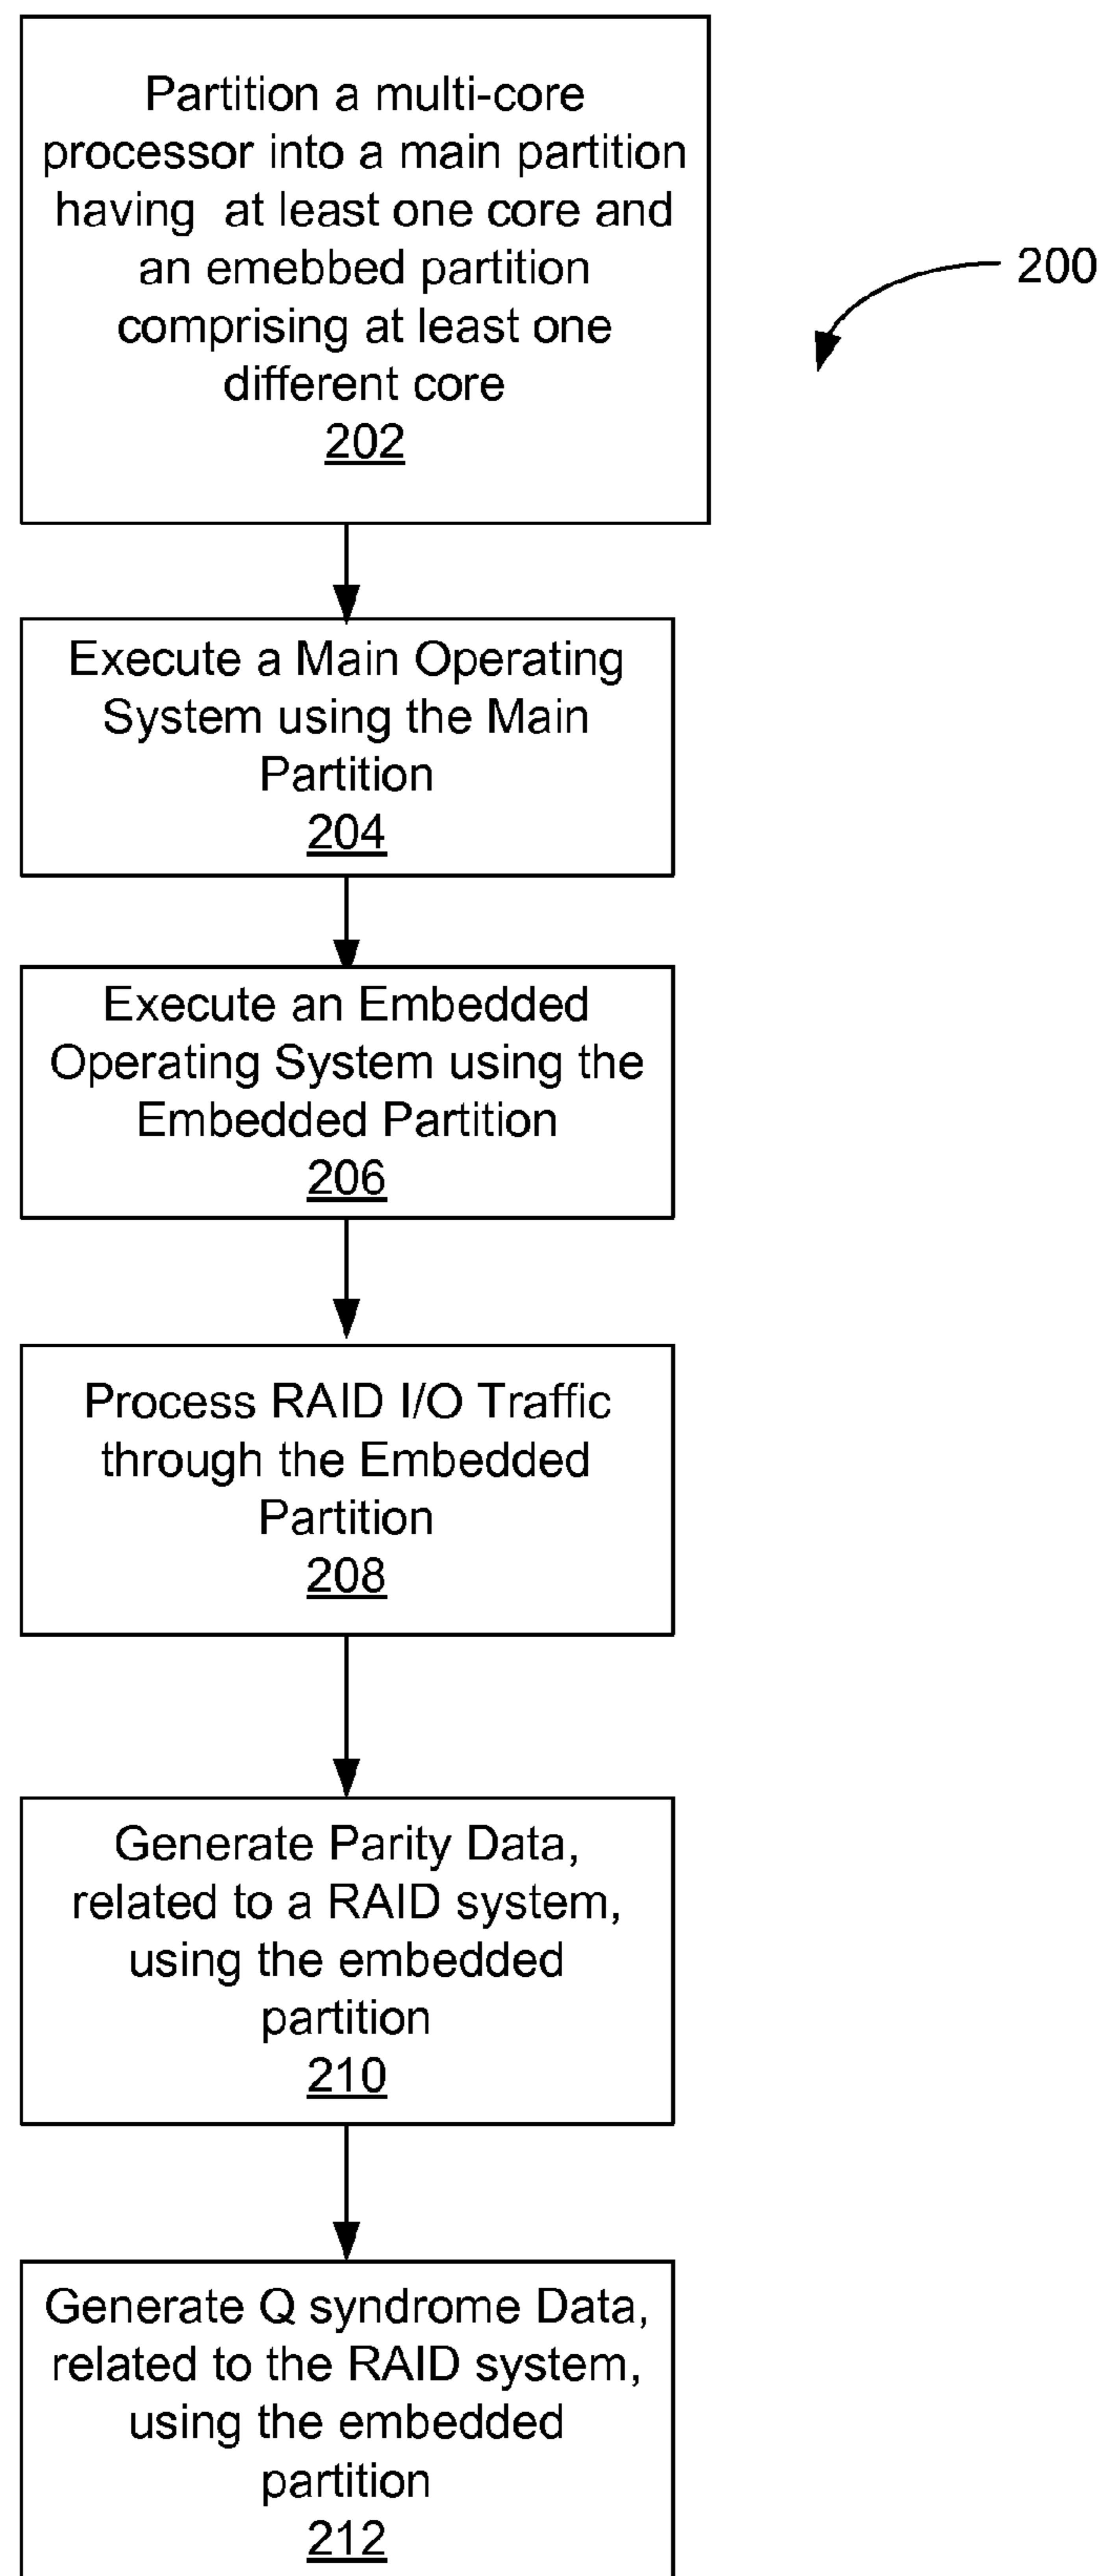 Partition a multi-core
processor into a main partition
having at least one core and
an emebbed partition
comprising at least one
different core
202
200
Execute a Main Operating
System using the Main
Partition
204
Execute an Embedded
Operating System using the
Embedded Partition
206
Process RAID I/O Traffic
through the Embedded
Partition
208
Generate Parity Data,
related to a RAID system,
using the embedded
partition
210
Generate Q syndrome Data,
related to the RAID system,
using the embedded
partition
212